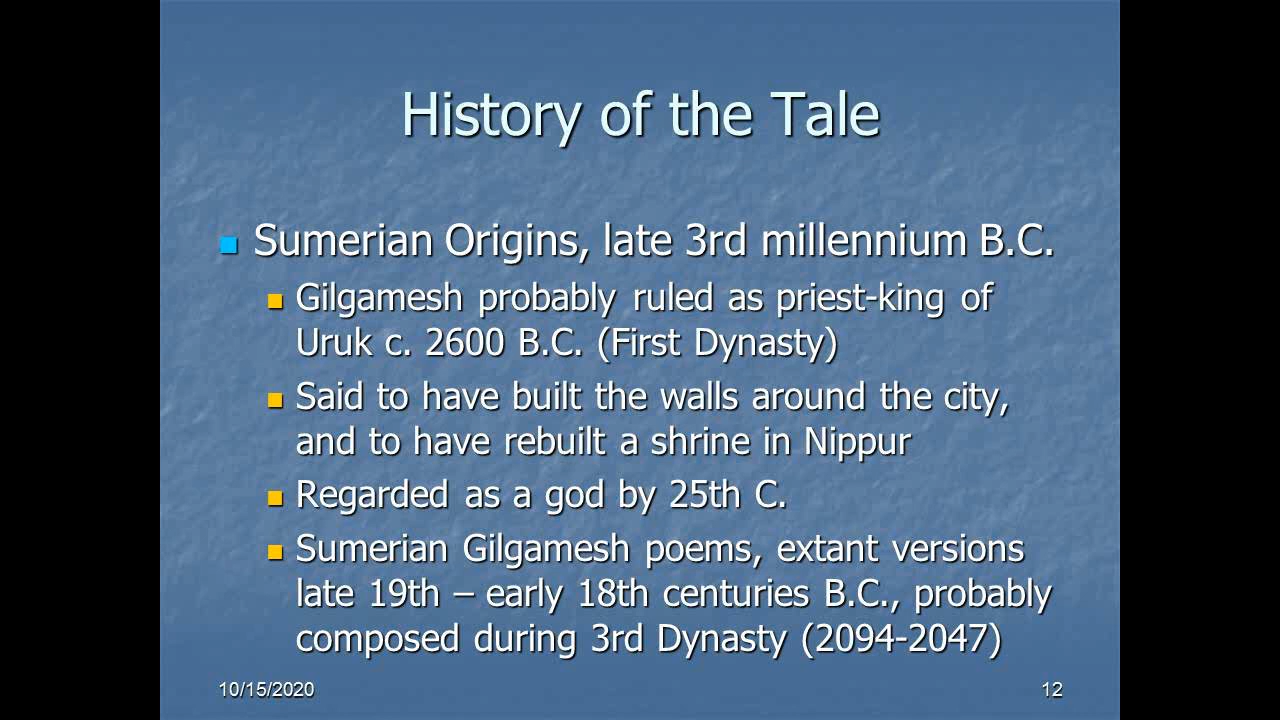 History of the Tale
Sumerian Origins, late 3rd millennium B.C.
Gilgamesh probably ruled as priest-king of
Uruk c. 2600 B.C. (First Dynasty)
Said to have built the walls around the city,
and to have rebuilt a shrine in Nippur
Regarded as a god by 25th C.
Sumerian Gilgamesh poems, extant versions
late 19th – early 18th centuries B.C., probably
composed during 3rd Dynasty (2094-2047)
10/15/2020
12